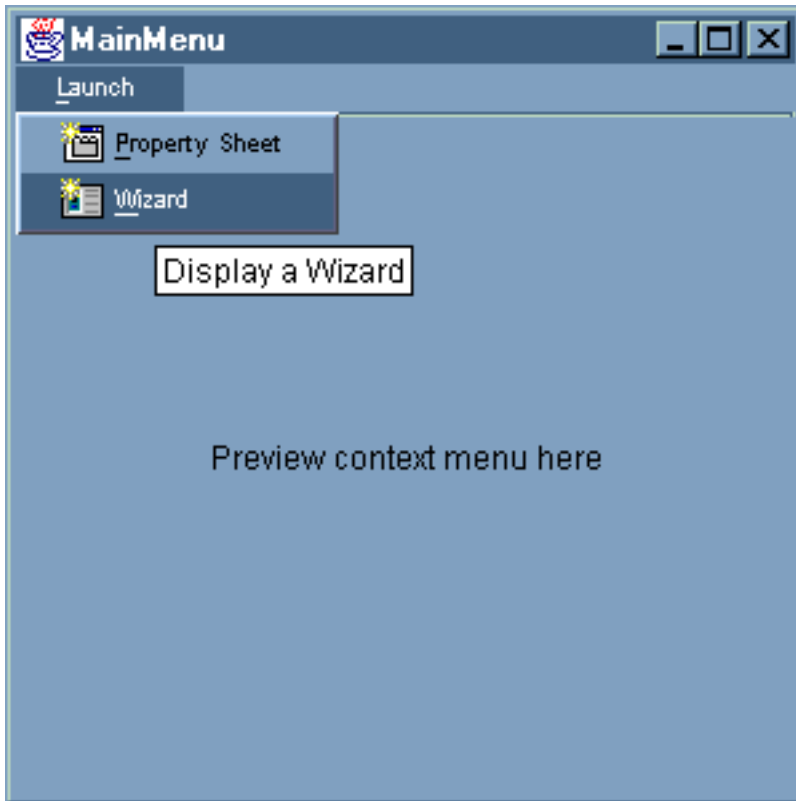 MainMenu
Launch
Property Sheet
Wizard
Display a Wizard
Preview context menu here